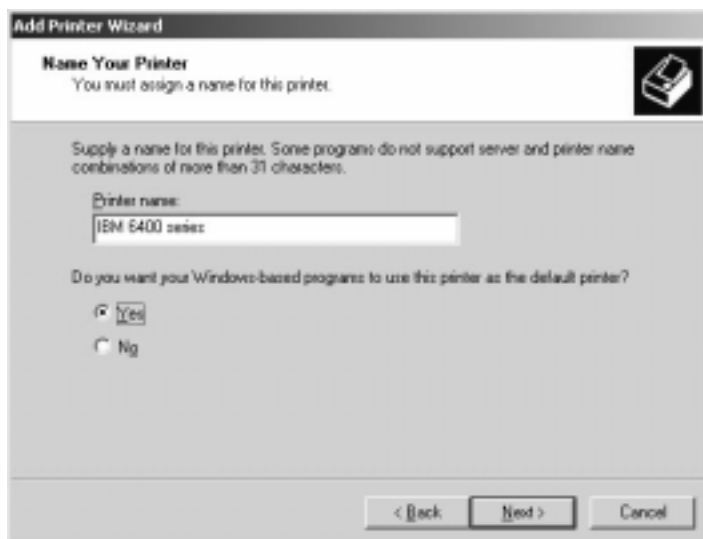 Add Printer Wizard
Name Your Printer
You must assign a name for this printer.
Supply a name for this printer. Some programs do not support server and printer name
combinations of more than 31 characters.
Printer name:
IBM 6400 series
Do you want your Windows-based programs to use this printer as the default printer?
Yes
No
< Back
Next >
Cancel